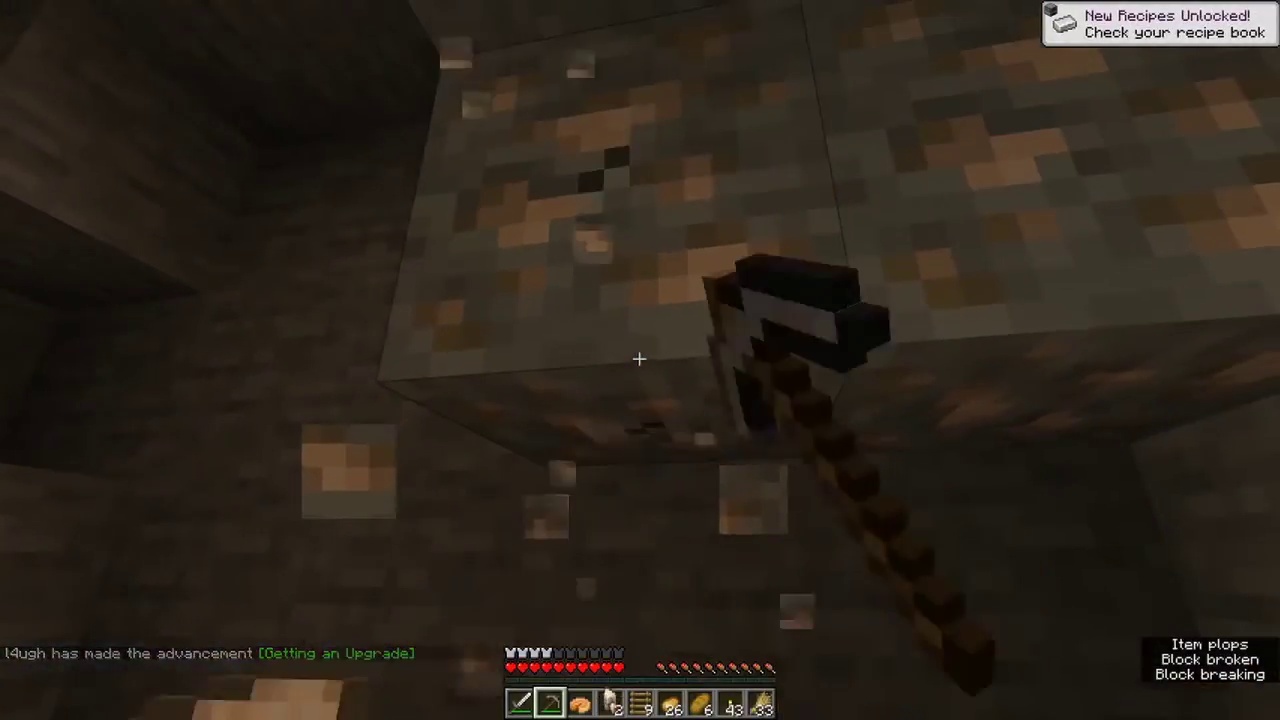 New Recipes Unlocked!
Check your recipe book
l4ugh has made the advancement [Getting an Upgrade]
Item plops
Block broken
Block breaking
2 9 26 6 43 33